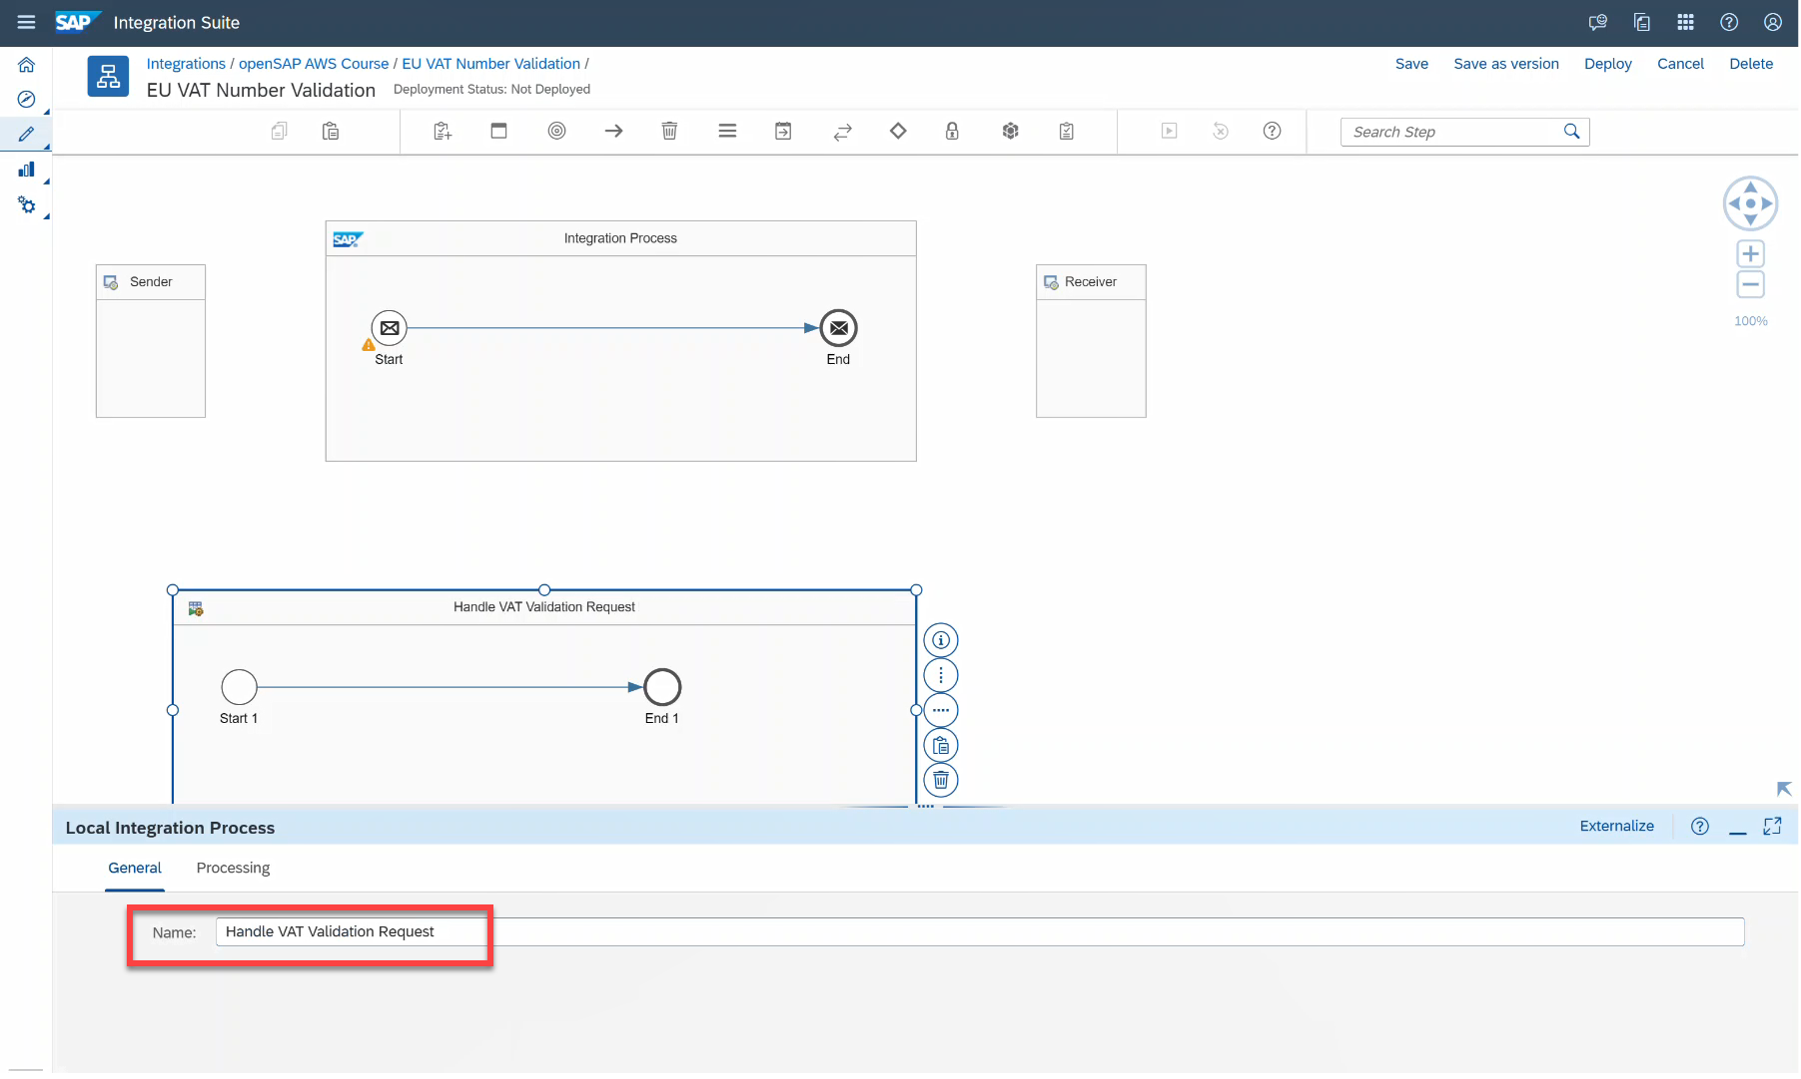 SAP Integration Suite
Integrations / openSAP AWS Course / EU VAT Number Validation /
EU VAT Number Validation Deployment Status: Not Deployed
Save Save as version Deploy Cancel Delete
Search Step
100%
SAP Integration Process
Sender
Receiver
Start
End
Handle VAT Validation Request
Start 1
End 1
Local Integration Process
Externalize
General Processing
Name: Handle VAT Validation Request